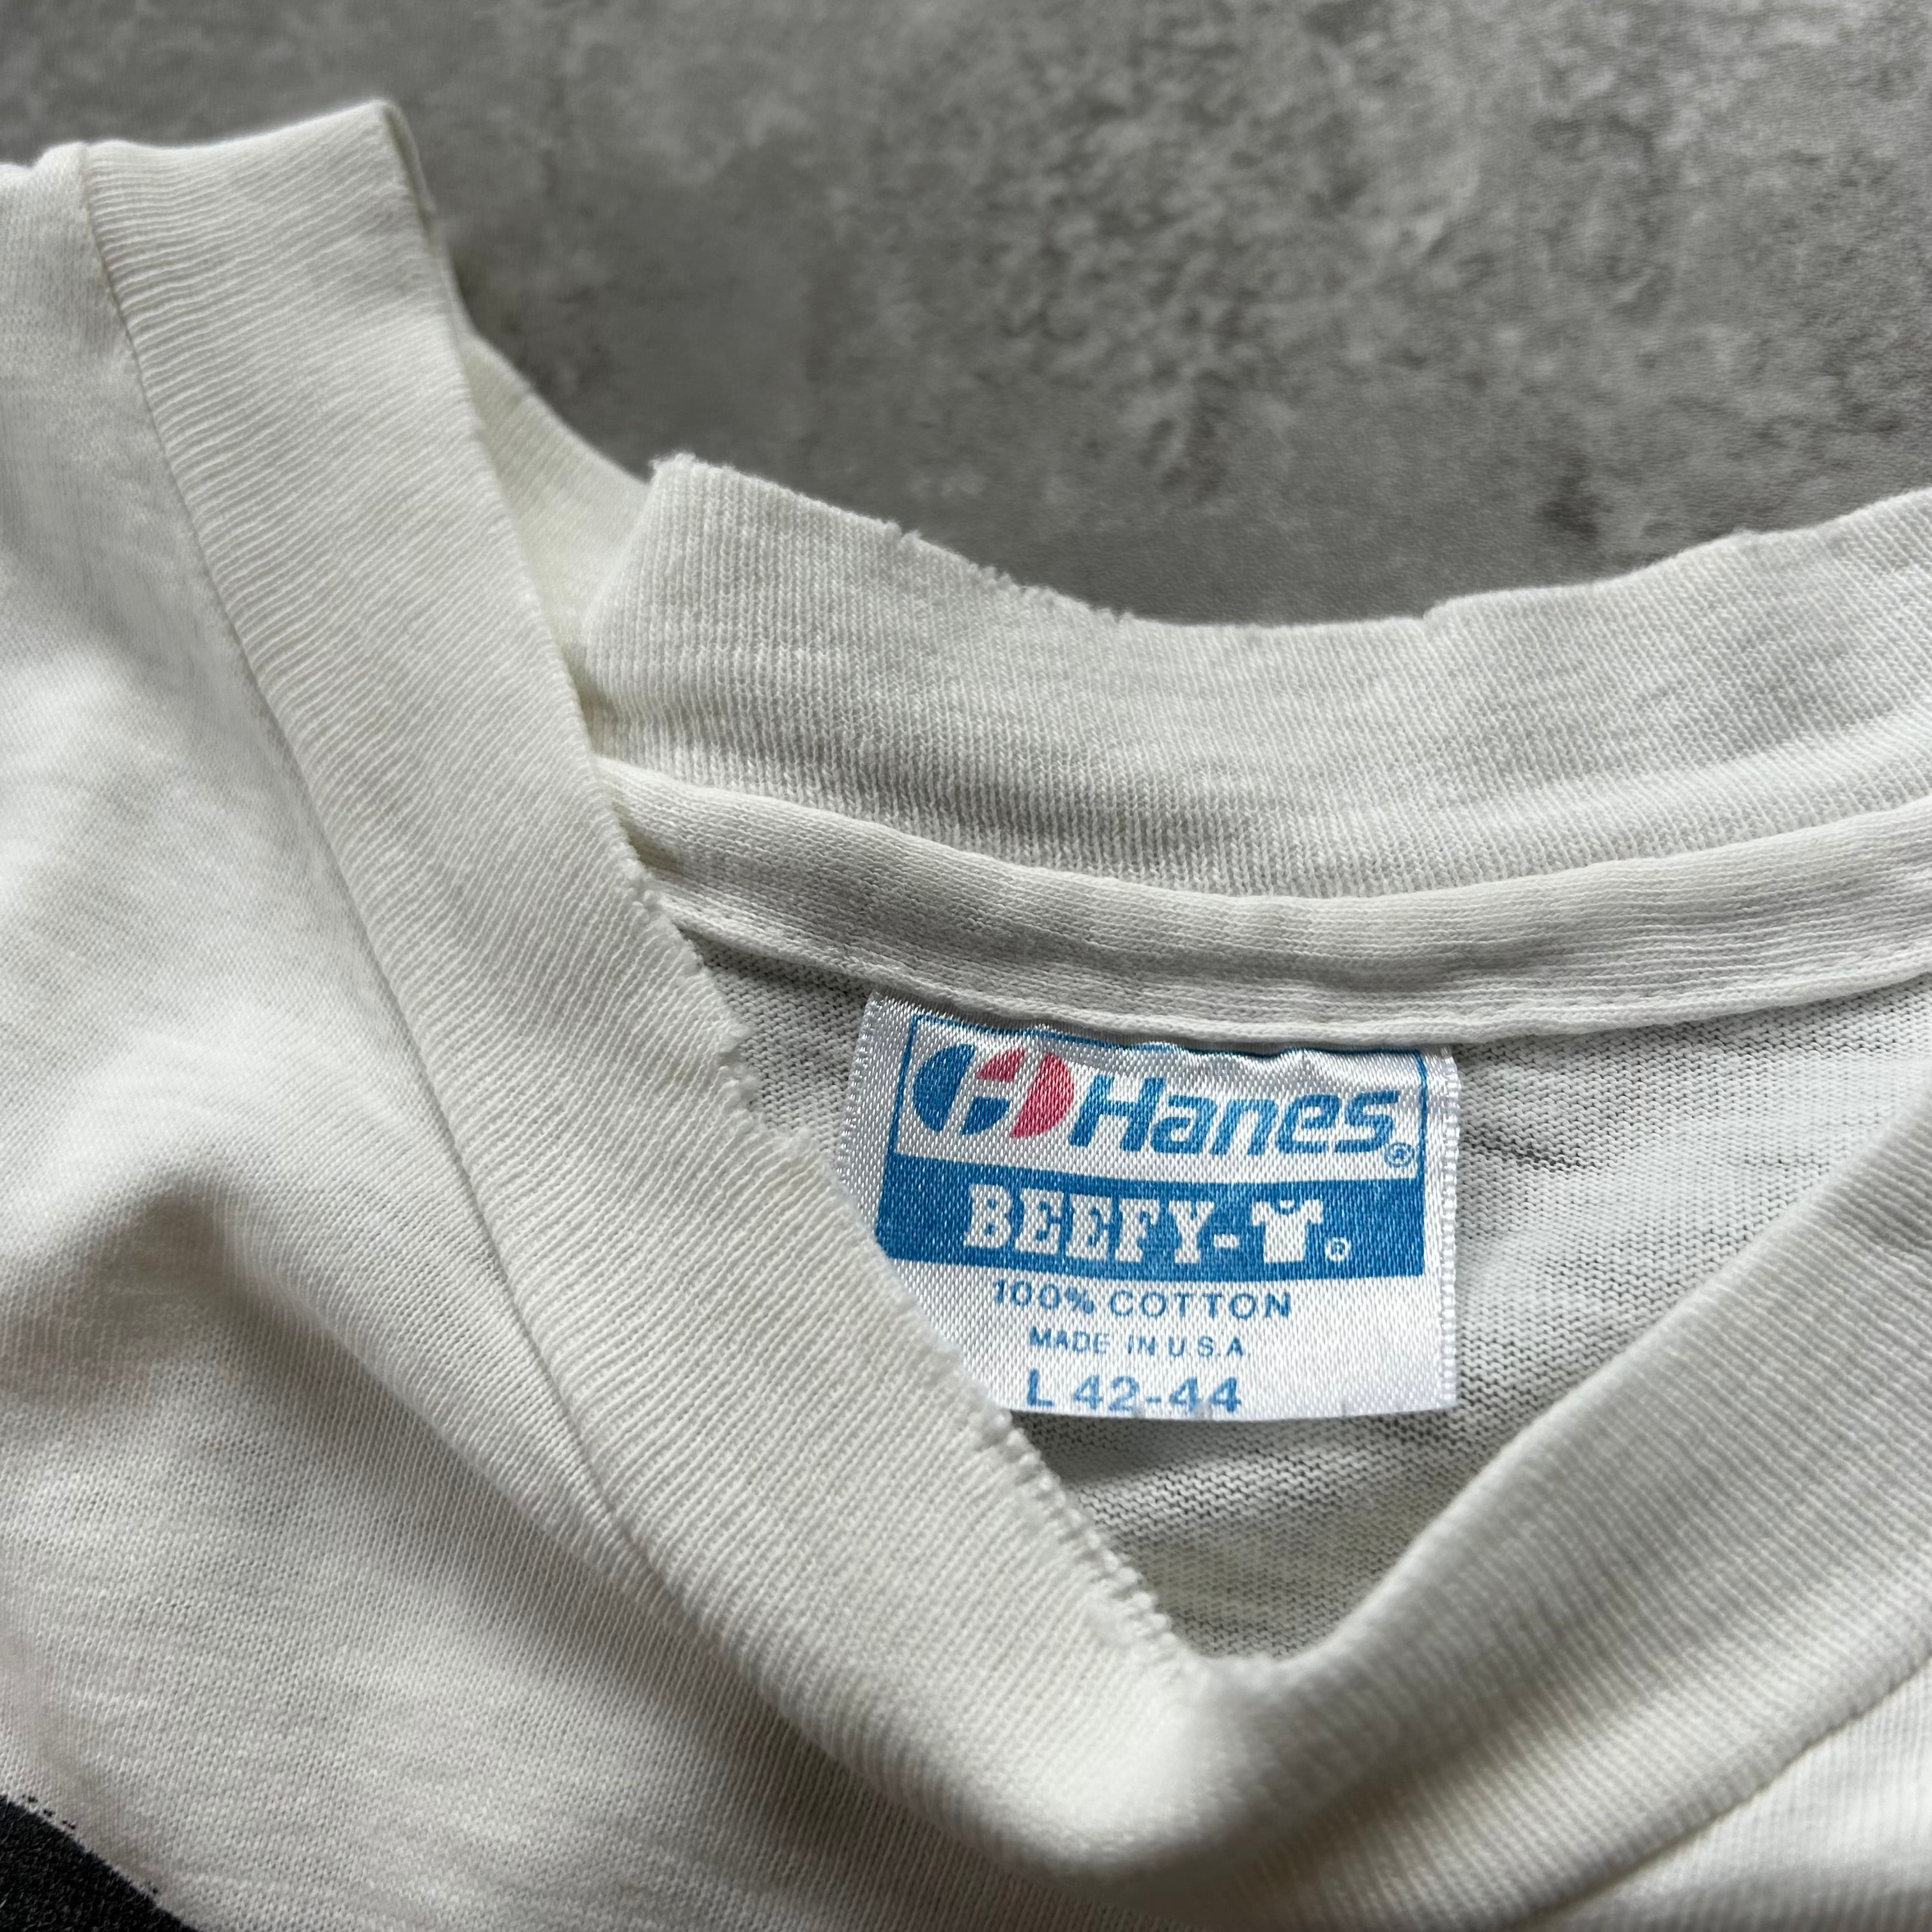 Hanes®
BEEFY-T®
100% COTTON
MADE IN U.S.A.
L 42-44